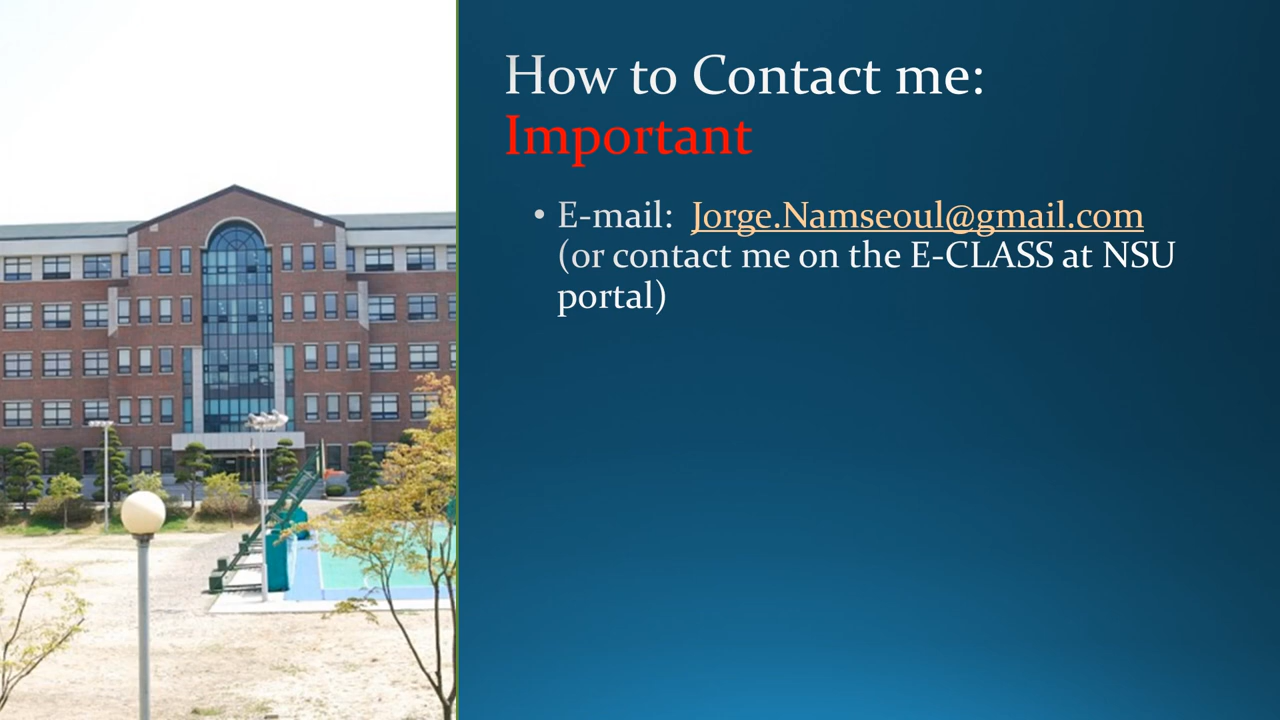 How to Contact me:
Important
• E-mail:  Jorge.Namseoul@gmail.com
(or contact me on the E-CLASS at NSU
portal)